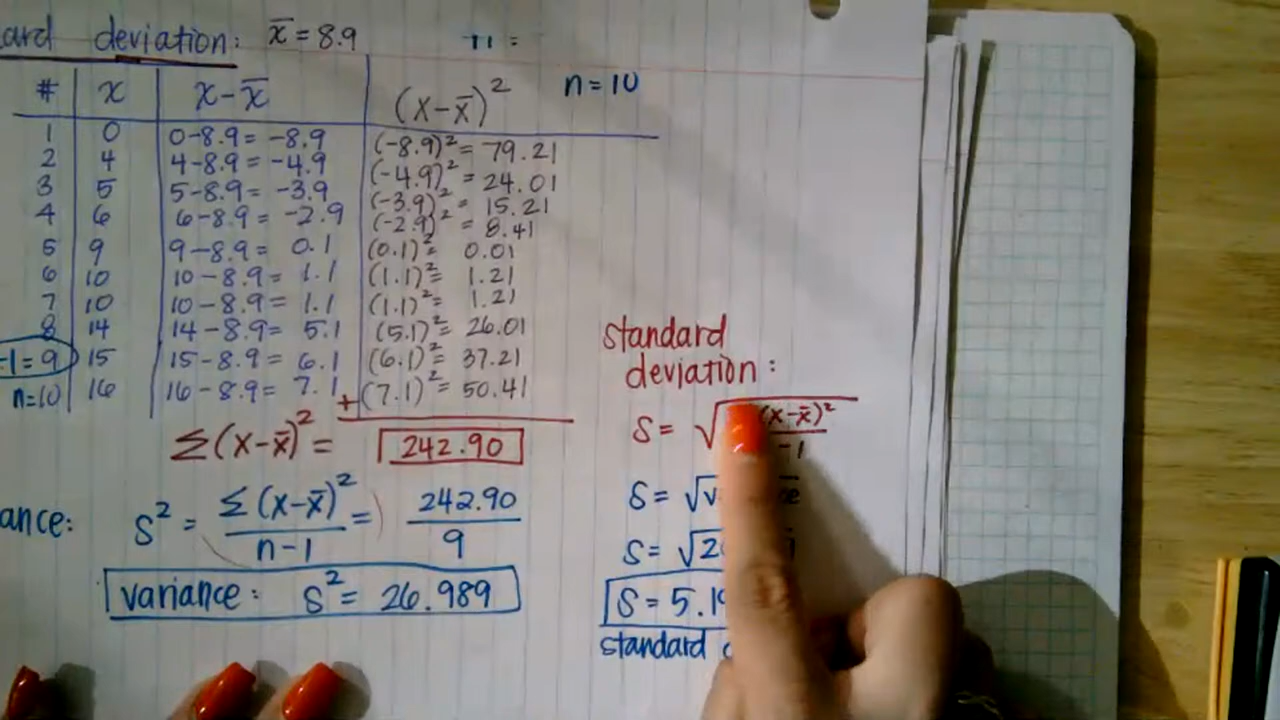 deviation: x̄ = 8.9
n =
# x x-x̄ (x-x̄)² n = 10
1 0 0-8.9 = -8.9 (-8.9)² = 79.21
2 4 4-8.9 = -4.9 (-4.9)² = 24.01
3 5 5-8.9 = -3.9 (-3.9)² = 15.21
4 6 6-8.9 = -2.9 (-2.9)² = 8.41
5 9 9-8.9 = 0.1 (0.1)² = 0.01
6 10 10-8.9 = 1.1 (1.1)² = 1.21
7 10 10-8.9 = 1.1 (1.1)² = 1.21
8 14 14-8.9 = 5.1 (5.1)² = 26.01
-1 = 9 15 15-8.9 = 6.1 (6.1)² = 37.21
n=10 16 16-8.9 = 7.1 + (7.1)² = 50.41
Σ(x-x̄)² = 242.90
s² = Σ(x-x̄)² / n-1 = 242.90 / 9
variance: s² = 26.989
standard
deviation:
s = √ (x-x̄)² / -1
s = √
s = √2
s = 5.1
standard